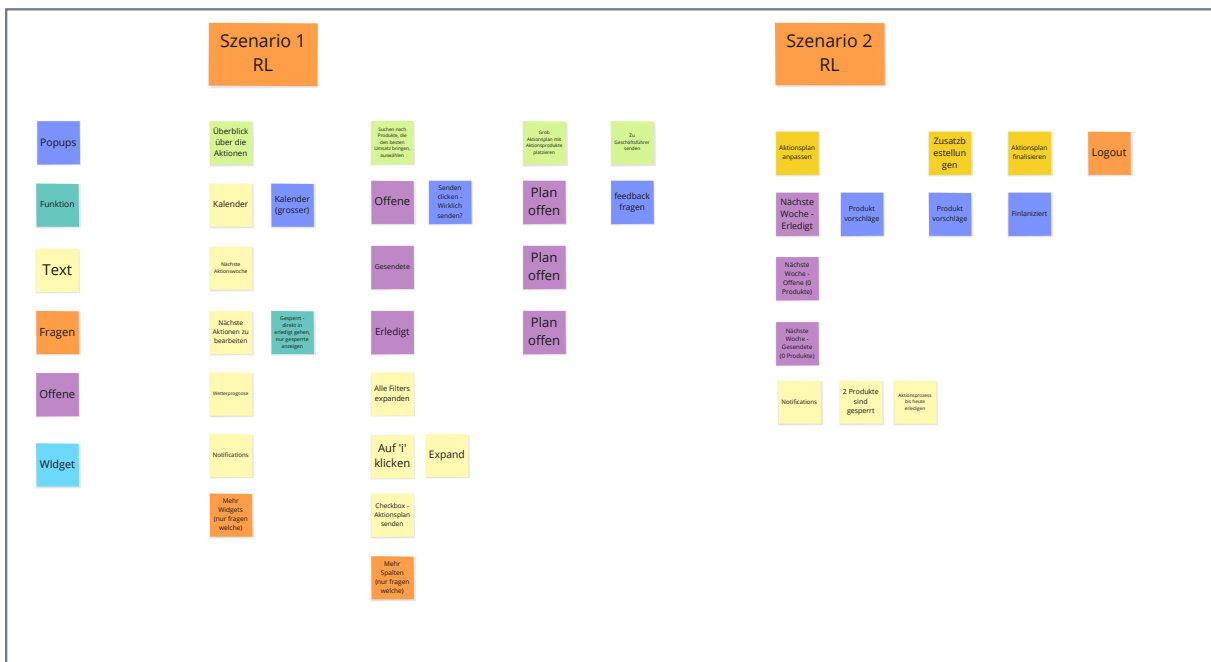 Szenario 1
RL
Szenario 2
RL
Popups
Überblick
über die
Aktionen
Suchen nach
Produkte, die
den besten
Umsatz bringen,
auswählen
Grob
Aktionsplan mit
Aktionsprodukte
platzieren
Zu
Geschäftsführer
senden
Aktionsplan
anpassen
Zusatzb
estellun
gen
Aktionsplan
finalisieren
Logout
Funktion
Kalender
Kalender
(grosser)
Offene
Senden
clicken -
Wirklich
senden?
Plan
offen
feedback
fragen
Nächste
Woche -
Erledigt
Produkt
vorschläge
Produkt
vorschläge
Finlaniziert
Text
Nächste
Aktionswoche
Gesendete
Plan
offen
Nächste
Woche -
Offene (0
Produkte)
Fragen
Nächste
Aktionen zu
bearbeiten
Gesperrt -
direkt in
erledigt gehen,
nur gesperrte
anzeigen
Erledigt
Plan
offen
Nächste
Woche -
Gesendete
(0 Produkte)
Offene
Wetterprognose
Alle Filters
expanden
Notifications
2 Produkte
sind
gesperrt
Aktionsprozess
bis heute
erledigen
WIdget
Notifications
Auf 'i'
klicken
Expand
Mehr
Widgets
(nur fragen
welche)
Checkbox -
Aktionsplan
senden
Mehr
Spalten
(nur fragen
welche)